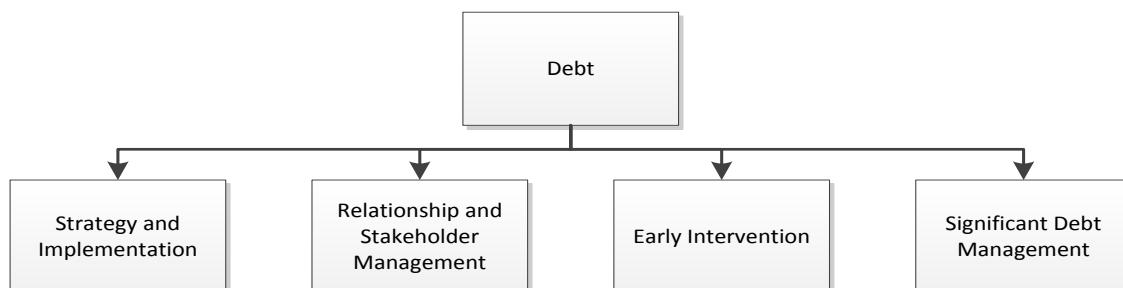 Debt
Strategy and
Implementation
Relationship and
Stakeholder
Management
Early Intervention
Significant Debt
Management